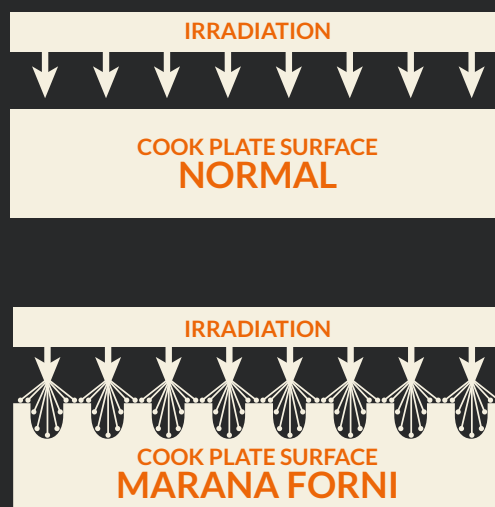 IRRADIATION
COOK PLATE SURFACE
NORMAL
IRRADIATION
COOK PLATE SURFACE
MARANA FORNI